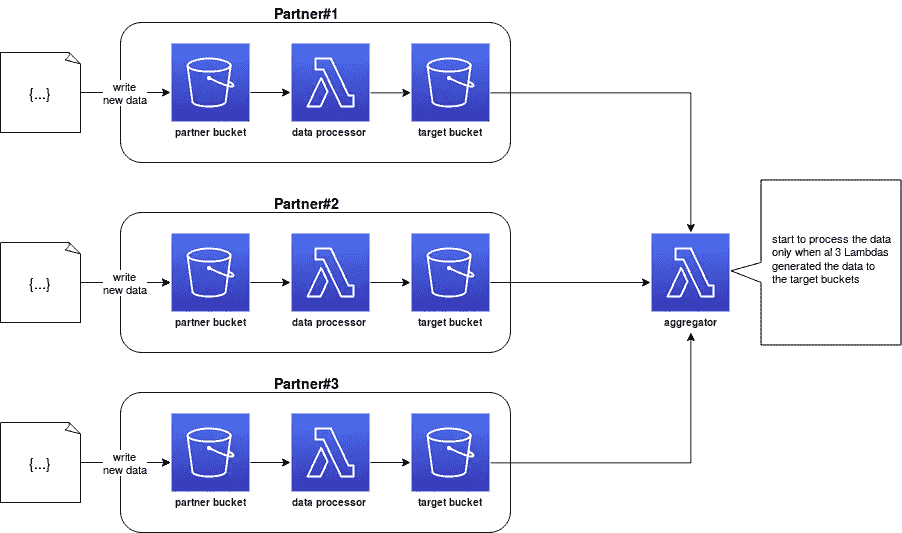 Partner#1
{...}
write
new data
partner bucket
data processor
target bucket
Partner#2
{...}
write
new data
partner bucket
data processor
target bucket
start to process the data
only when al 3 Lambdas
generated the data to
the target buckets
aggregator
Partner#3
{...}
write
new data
partner bucket
data processor
target bucket